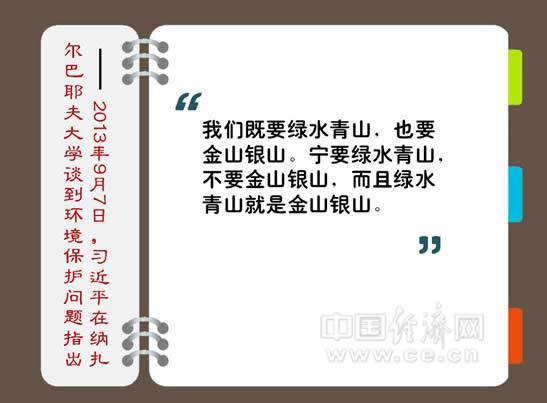 ——2013年9月7日，习近平在纳扎
尔巴耶夫大学谈到环境保护问题指出
“
我们既要绿水青山，也要
金山银山。宁要绿水青山，
不要金山银山，而且绿水
青山就是金山银山。
”
中国经济网
www.ce.cn